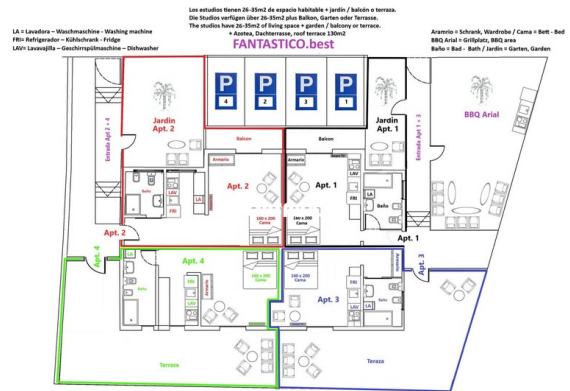 Los estudios tienen 26-35m2 de espacio habitable + jardín / balcón o terraza.
Die Studios verfügen über 26-35m2 plus Balkon, Garten oder Terrasse.
The studios have 26-35m2 of living space + garden / balcony or terrace.
+ Azotea, Dachterrasse, roof terrace 130m2
FANTASTICO.best
LA = Lavadora – Waschmaschine - Washing machine
FRI= Refrigerador – Kühlschrank - Fridge
LAV= Lavavajilla – Geschirrspülmaschine – Dishwasher
Aramrio = Schrank, Wardrobe / Cama = Bett - Bed
BBQ Arial = Grillplatz, BBQ area
Baño = Bad - Bath / Jardin = Garten, Garden
P
P
P
P
4
2
3
1
Entrada Apt 2 + 4
Jardin
Apt. 2
Jardin
Apt. 1
Entrada Apt 1 + 3
BBQ Arial
Balcon
Balcon
Armario
Armario
Apt. 2
Apt. 1
Baño
LAV
FRI
LA
LAV
FRI
LA
Baño
160 x 200
Cama
160 x 200
Cama
Apt. 2
Apt. 1
Apt. 4
LA
Apt. 4
160 x 200
Cama
160 x 200
Cama
Armario
Apt. 3
Baño
FRI
LAV
Armario
Apt. 3
FRI
LAV
LA
Baño
Terraza
Teraza